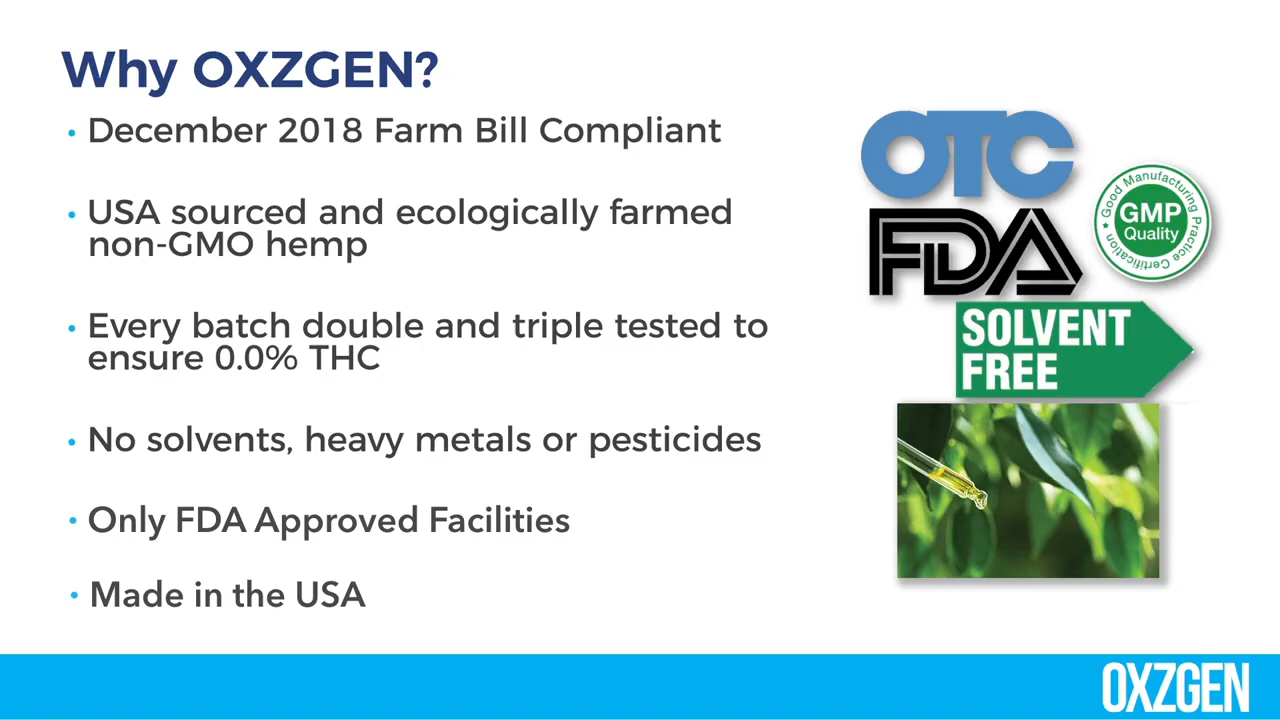 Why OXZGEN?
• December 2018 Farm Bill Compliant
• USA sourced and ecologically farmed
non-GMO hemp
• Every batch double and triple tested to
ensure 0.0% THC
• No solvents, heavy metals or pesticides
• Only FDA Approved Facilities
• Made in the USA
OTC
FDA
Good Manufacturing Practice Certification
GMP
Quality
SOLVENT
FREE
OXZGEN